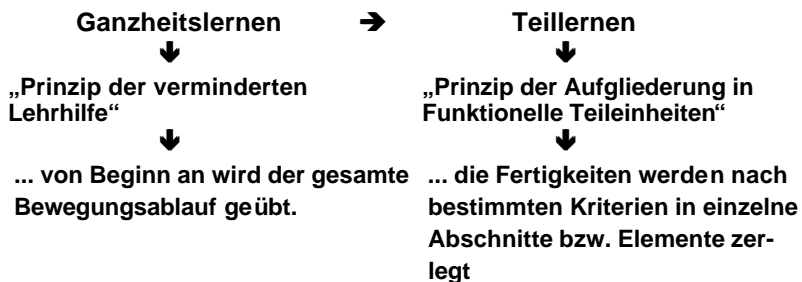 Ganzheitslernen ➔ Teillernen
🡻 🡻
„Prinzip der verminderten
Lehrhilfe“
„Prinzip der Aufgliederung in
Funktionelle Teileinheiten“
🡻 🡻
... von Beginn an wird der gesamte
Bewegungsablauf geübt.
... die Fertigkeiten werden nach
bestimmten Kriterien in einzelne
Abschnitte bzw. Elemente zer-
legt